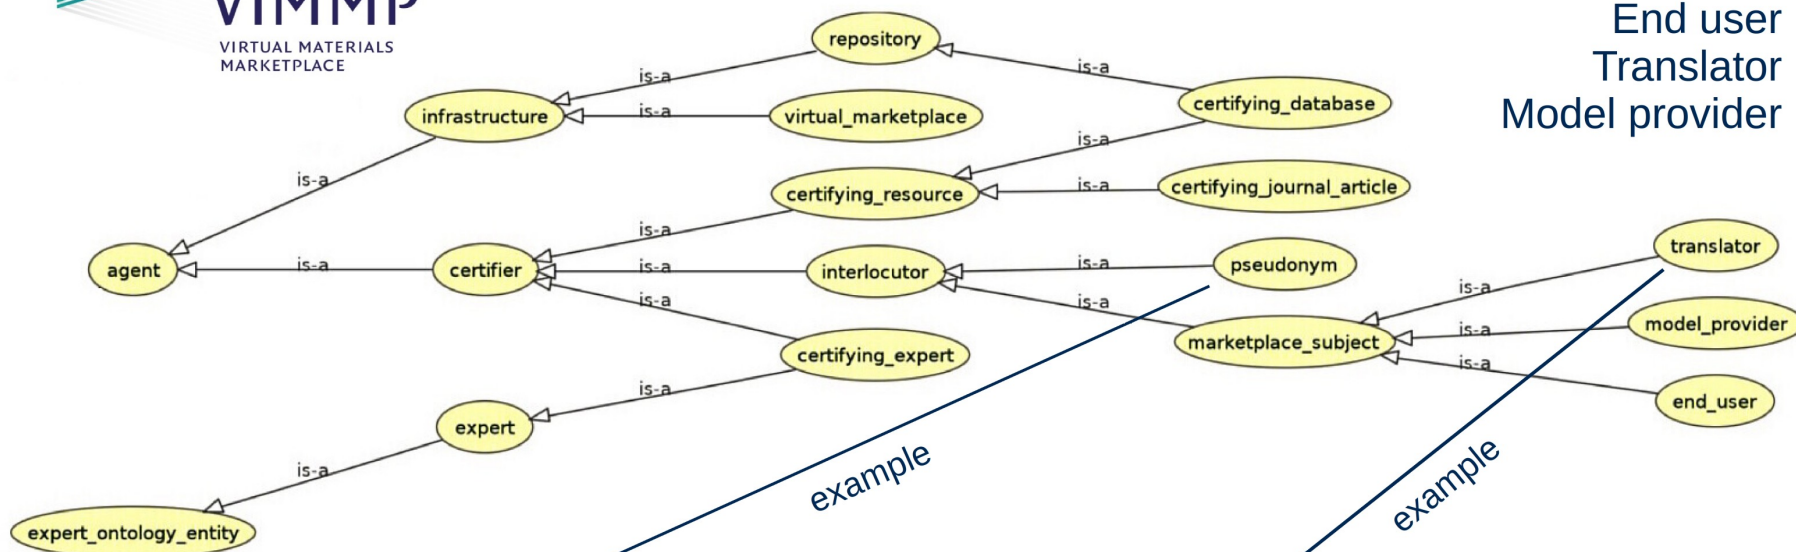 VIMMP
VIRTUAL MATERIALS
MARKETPLACE
End user
Translator
Model provider
repository
is-a
is-a
certifying_database
infrastructure
is-a
virtual_marketplace
is-a
is-a
certifying_resource
is-a
certifying_journal_article
is-a
translator
agent
is-a
certifier
is-a
interlocutor
is-a
pseudonym
is-a
is-a
is-a
model_provider
is-a
marketplace_subject
certifying_expert
is-a
is-a
end_user
expert
is-a
example
example
expert_ontology_entity